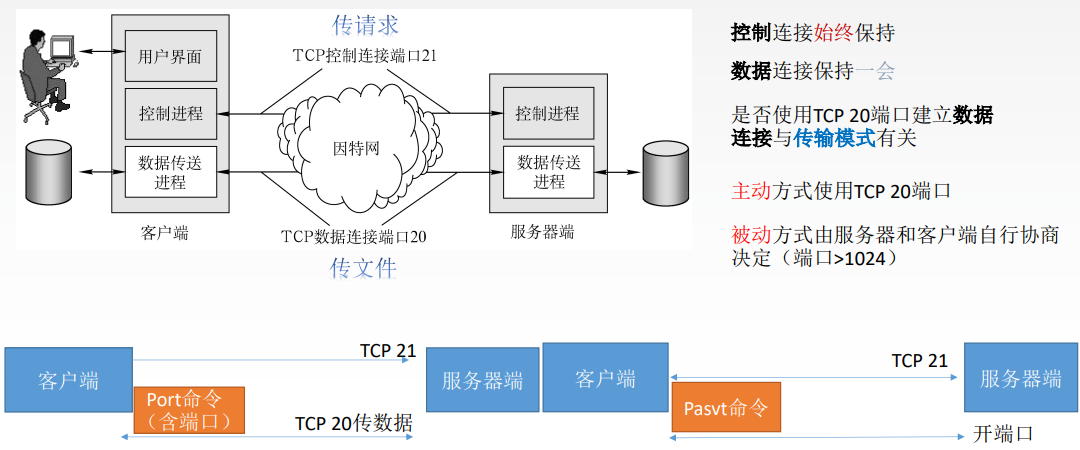 传请求
TCP控制连接端口21
用户界面
控制进程
控制进程
因特网
数据传送
进程
数据传送
进程
客户端
TCP数据连接端口20
服务器端
传文件
控制连接始终保持
数据连接保持一会
是否使用TCP 20端口建立数据
连接与传输模式有关
主动方式使用TCP 20端口
被动方式由服务器和客户端自行协商
决定（端口>1024）
客户端
TCP 21
服务器端
Port命令
（含端口）
TCP 20传数据
客户端
TCP 21
服务器端
Pasvt命令
开端口